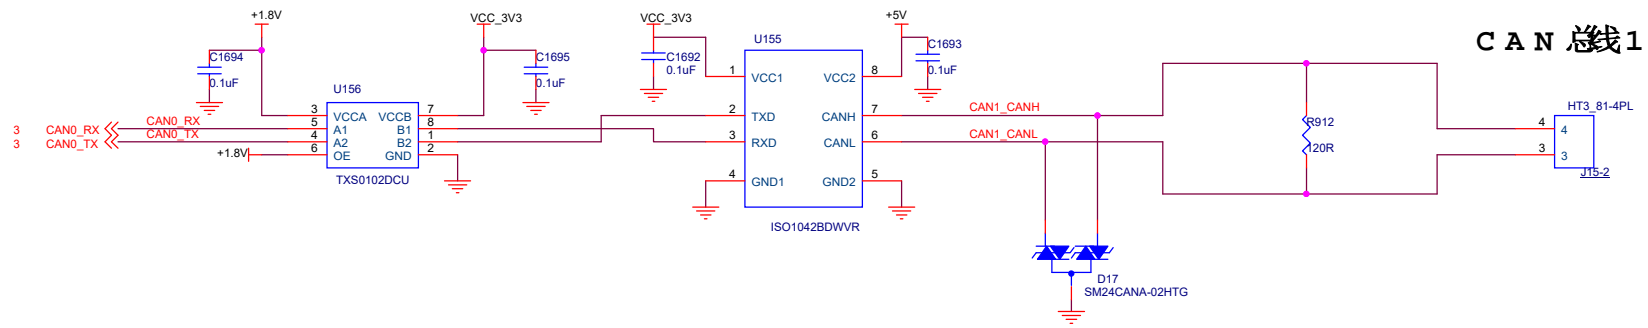 +1.8V
VCC_3V3
VCC_3V3
+5V
CAN 总线1
C1694
0.1uF
C1695
0.1uF
C1692
0.1uF
C1693
0.1uF
U156
3 VCCA VCCB 7
5 A1 B1 8
4 A2 B2 1
6 OE GND 2
TXS0102DCU
3 CAN0_RX CAN0_RX
3 CAN0_TX CAN0_TX
+1.8V
U155
1 VCC1 VCC2 8
2 TXD CANH 7
3 RXD CANL 6
4 GND1 GND2 5
ISO1042BDWVR
CAN1_CANH
CAN1_CANL
D17
SM24CANA-02HTG
R912
120R
HT3_81-4PL
4 4
3 3
J15-2